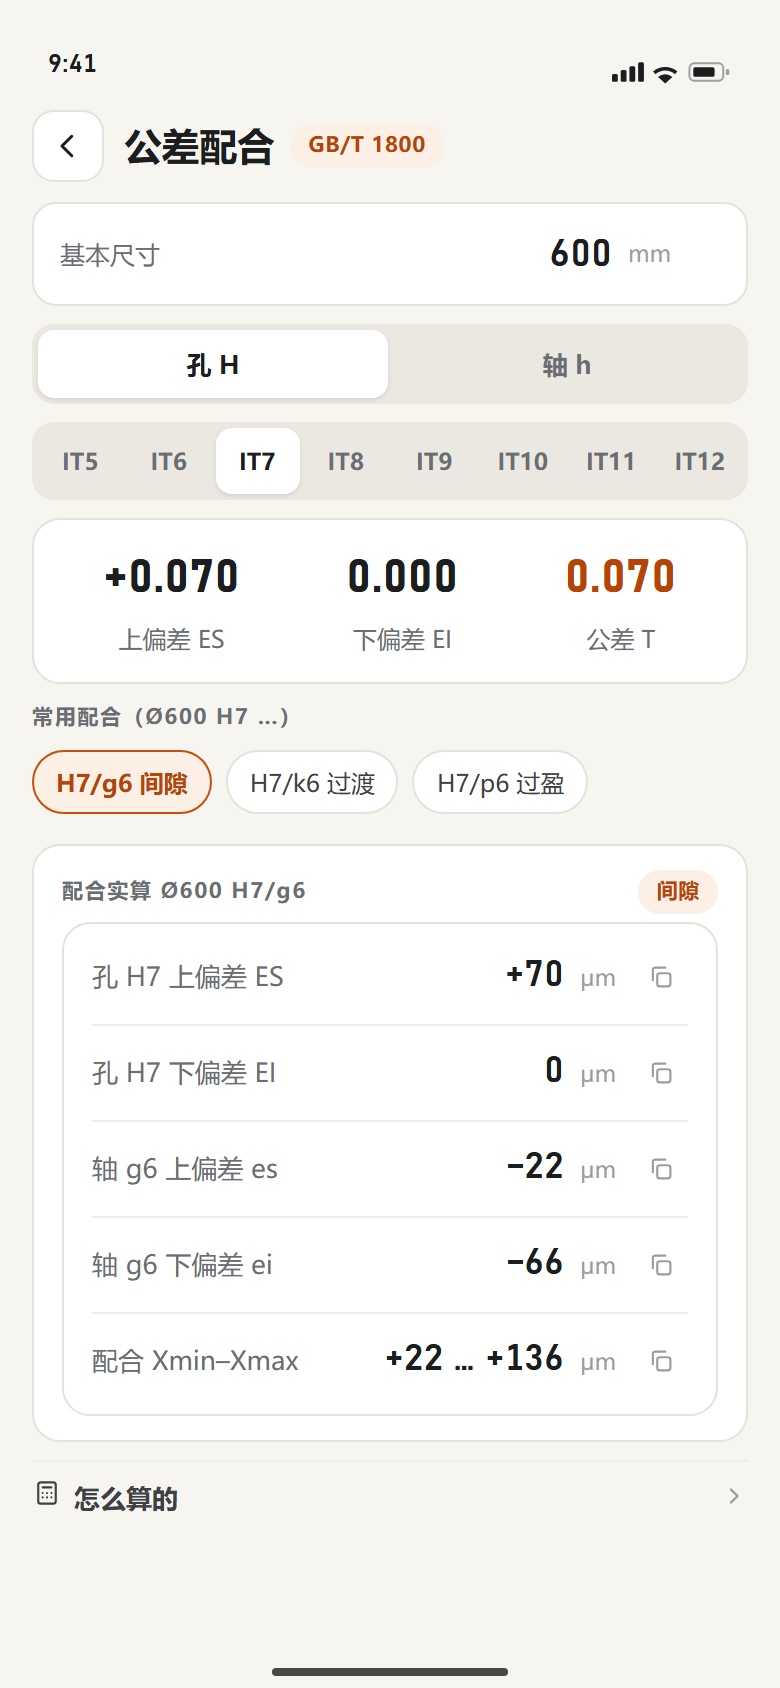 9:41
公差配合 GB/T 1800
基本尺寸 600 mm
孔 H 轴 h
IT5 IT6 IT7 IT8 IT9 IT10 IT11 IT12
+0.070 0.000 0.070
上偏差 ES 下偏差 EI 公差 T
常用配合（Ø600 H7 …）
H7/g6 间隙 H7/k6 过渡 H7/p6 过盈
配合实算 Ø600 H7/g6 间隙
孔 H7 上偏差 ES +70 µm
孔 H7 下偏差 EI 0 µm
轴 g6 上偏差 es −22 µm
轴 g6 下偏差 ei −66 µm
配合 Xmin–Xmax +22 … +136 µm
怎么算的